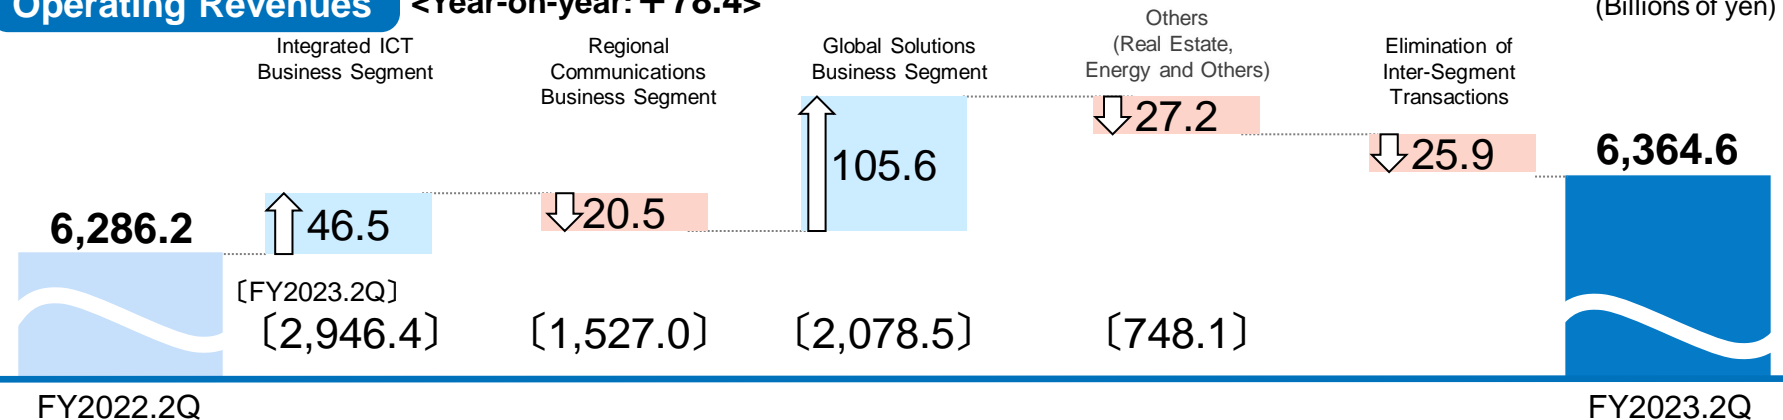 Operating Revenues
<Year-on-year:＋78.4>
(Billions of yen)
Integrated ICT
Business Segment
Regional
Communications
Business Segment
Global Solutions
Business Segment
Others
(Real Estate,
Energy and Others)
Elimination of
Inter-Segment
Transactions
6,286.2
46.5
20.5
105.6
27.2
25.9
6,364.6
〔FY2023.2Q〕
〔2,946.4〕
〔1,527.0〕
〔2,078.5〕
〔748.1〕
FY2022.2Q
FY2023.2Q